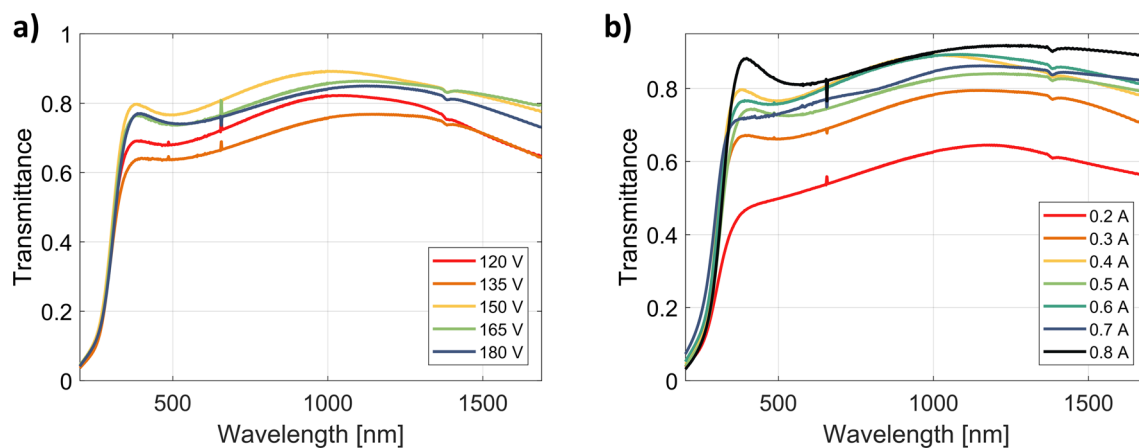 a)
Transmittance
1
0.8
0.6
0.4
0.2
0
500
1000
1500
Wavelength [nm]
120 V
135 V
150 V
165 V
180 V
b)
Transmittance
0.8
0.6
0.4
0.2
0
500
1000
1500
Wavelength [nm]
0.2 A
0.3 A
0.4 A
0.5 A
0.6 A
0.7 A
0.8 A